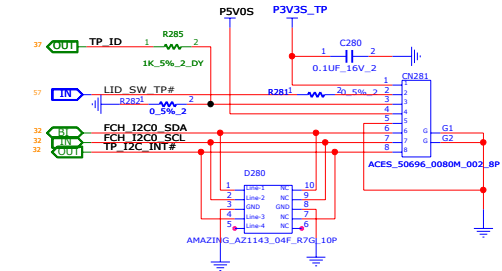 P5V0S
P3V3S_TP
37 OUT TP_ID 1 R285 2
1K_5%_2_DY
1 C280 2
0.1UF_16V_2
CN281
57 IN LID_SW_TP# R281 1 2 0_5%_2
R282 1 2
0_5%_2
1
2
3
4
5
6 G G1
7 G G2
8
32 BI FCH_I2C0_SDA
32 IN FCH_I2C0_SCL
32 OUT TP_I2C_INT#
ACES_50696_0080M_002_8P
D280
1 Line-1 NC 10
2 Line-2 NC 9
3 GND GND 8
4 Line-3 NC 7
5 Line-4 NC 6
AMAZING_AZ1143_04F_R7G_10P